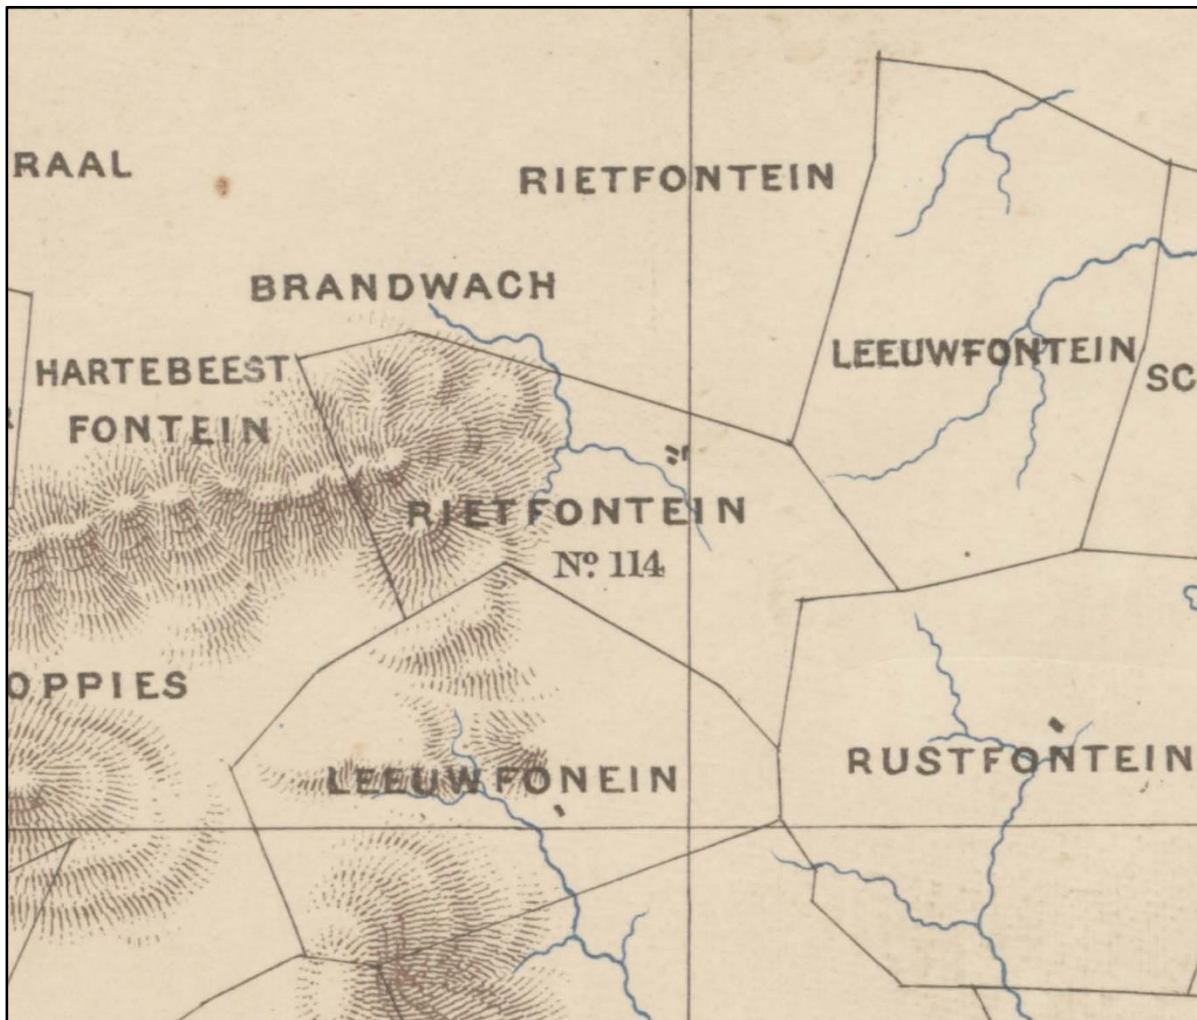 RAAL
RIETFONTEIN
BRANDWACH
HARTEBEEST
FONTEIN
LEEUWFONTEIN
SC
RIETFONTEIN
Nº 114
OPPIES
LEEUWFONEIN
RUSTFONTEIN